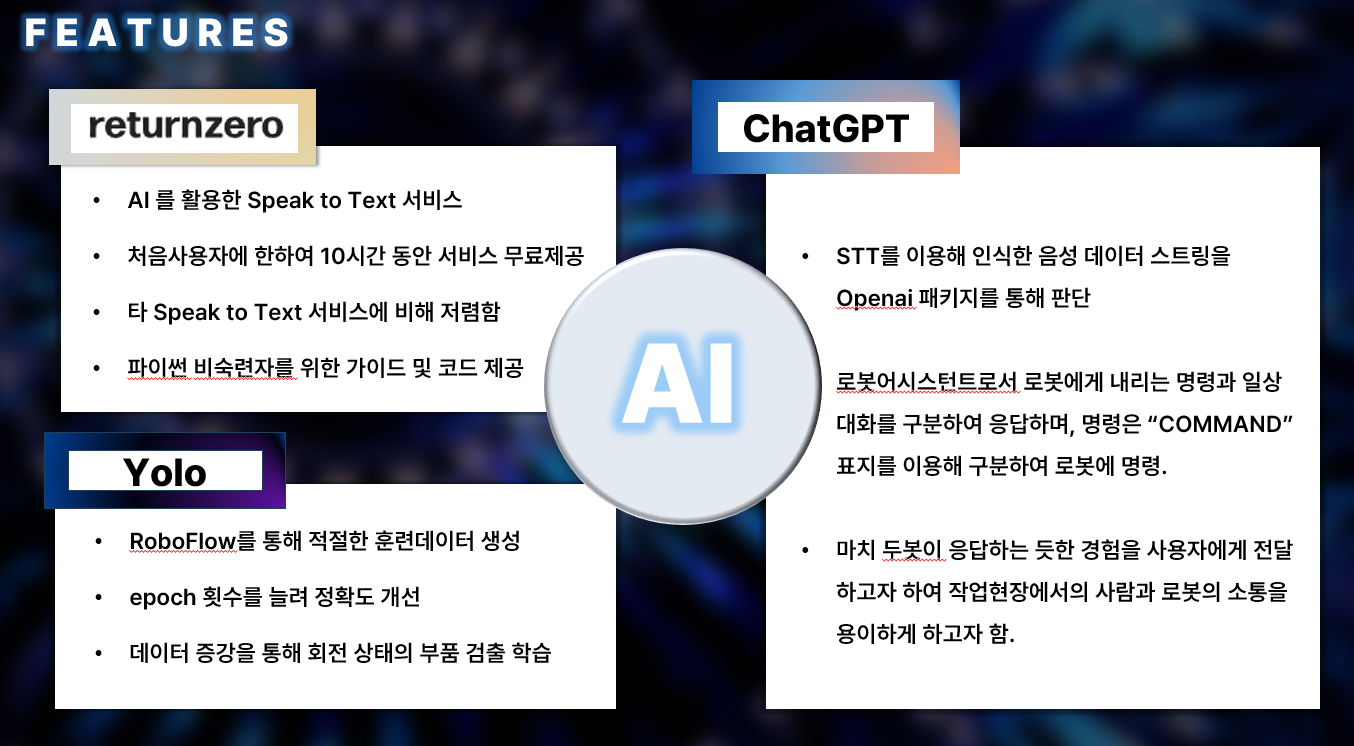 FEATURES
returnzero
• AI 를 활용한 Speak to Text 서비스
• 처음사용자에 한하여 10시간 동안 서비스 무료제공
• 타 Speak to Text 서비스에 비해 저렴함
• 파이썬 비숙련자를 위한 가이드 및 코드 제공
Yolo
• RoboFlow를 통해 적절한 훈련데이터 생성
• epoch 횟수를 늘려 정확도 개선
• 데이터 증강을 통해 회전 상태의 부품 검출 학습
AI
ChatGPT
• STT를 이용해 인식한 음성 데이터 스트링을
Openai 패키지를 통해 판단
로봇어시스턴트로서 로봇에게 내리는 명령과 일상
대화를 구분하여 응답하며, 명령은 “COMMAND”
표지를 이용해 구분하여 로봇에 명령.
• 마치 두봇이 응답하는 듯한 경험을 사용자에게 전달
하고자 하여 작업현장에서의 사람과 로봇의 소통을
용이하게 하고자 함.